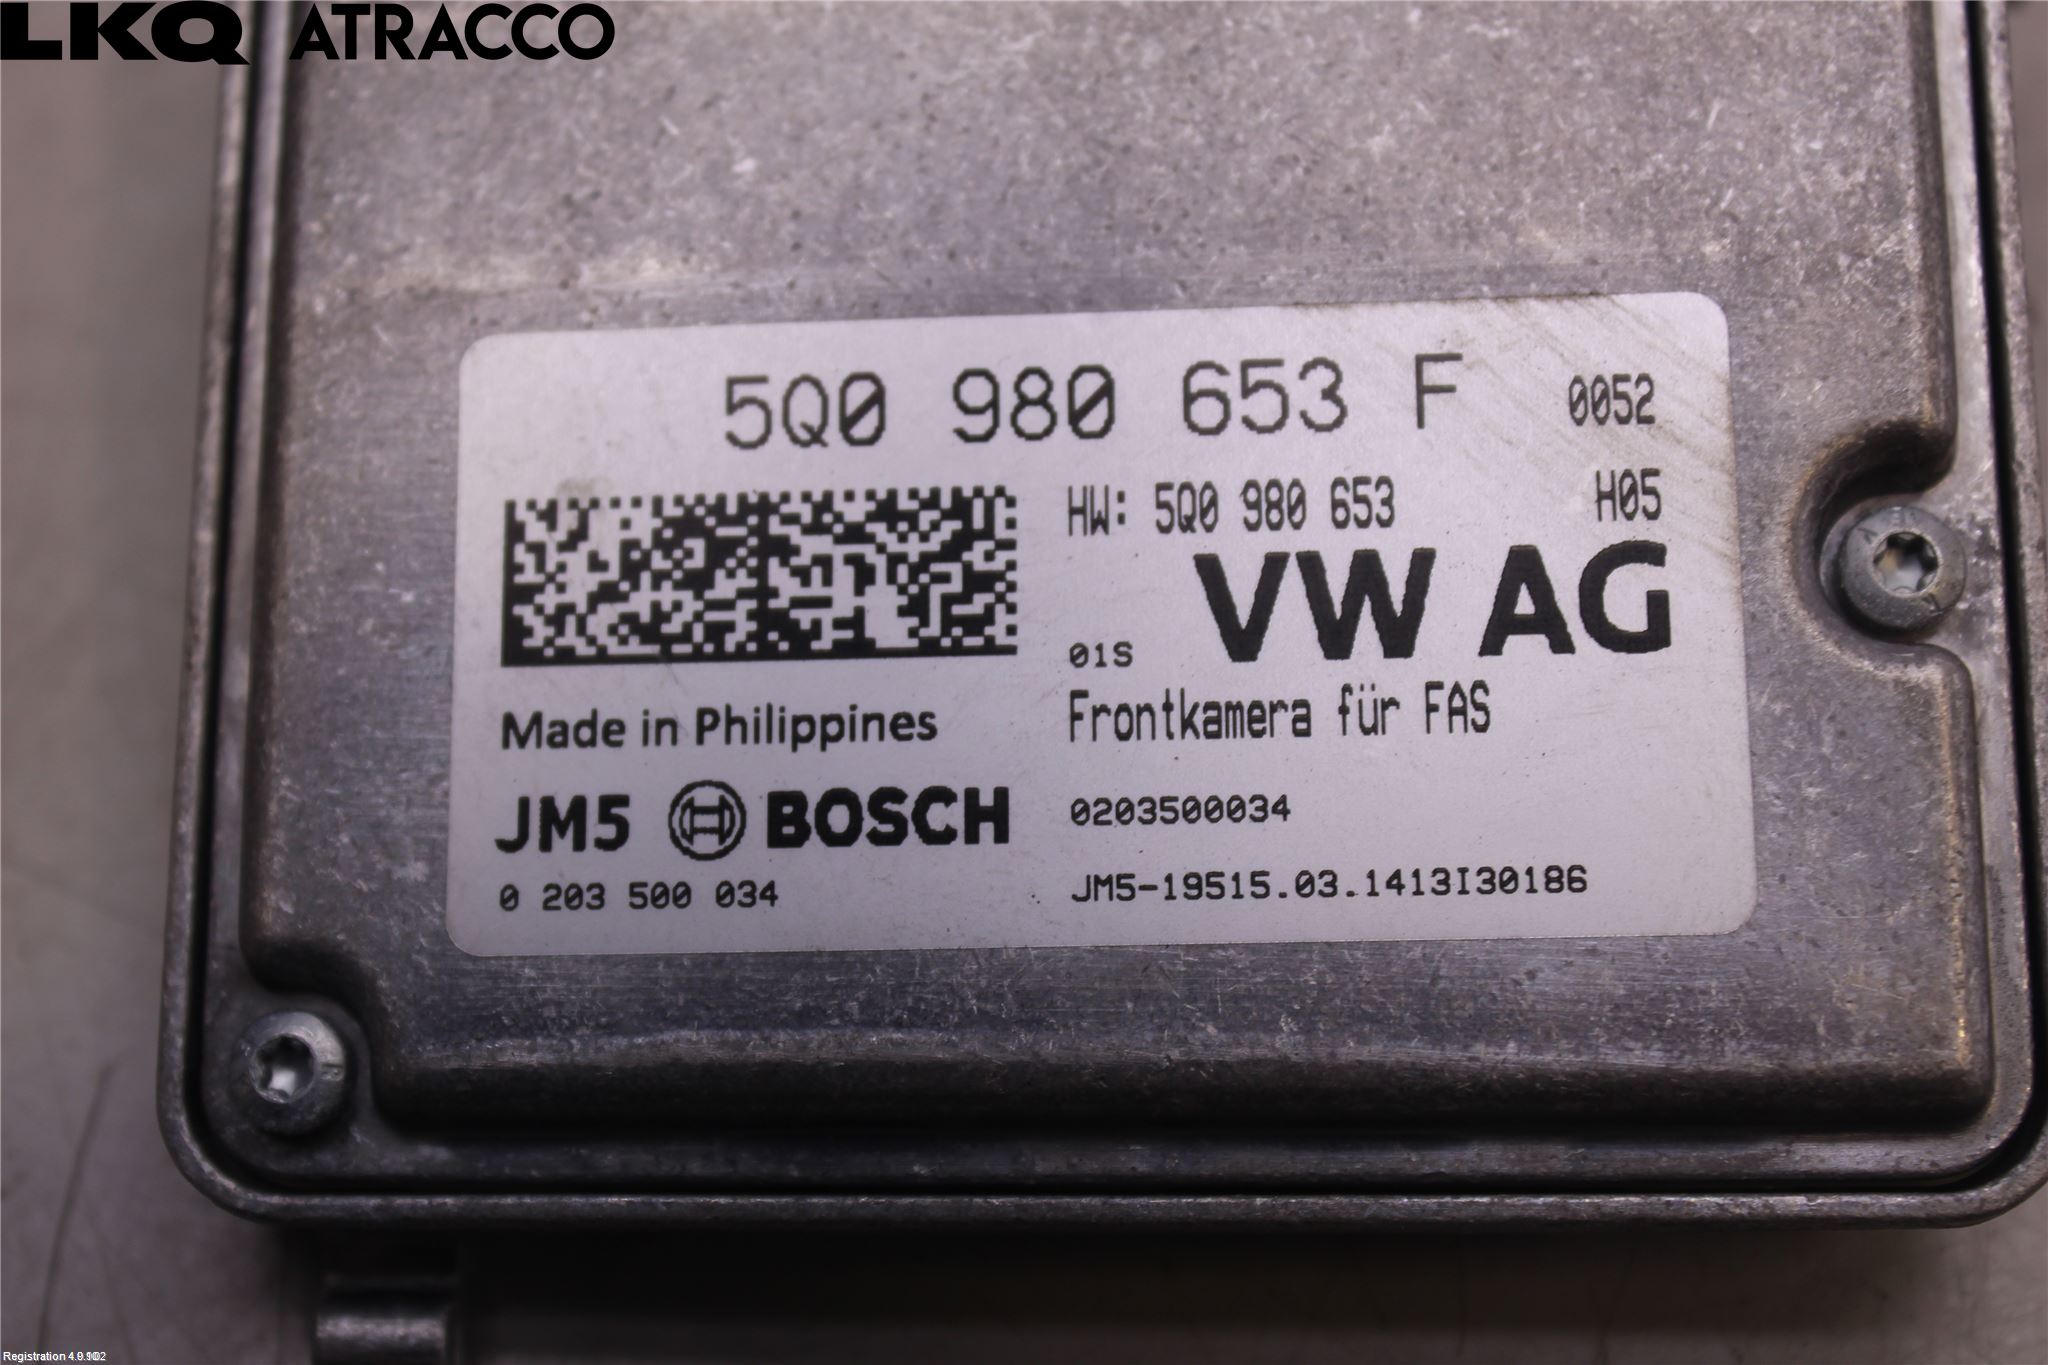 LKQ ATRACCO
5Q0 980 653 F 0052
HW: 5Q0 980 653 H05
VW AG
01S
Made in Philippines
Frontkamera für FAS
JM5 BOSCH
0203500034
0 203 500 034
JM5-19515.03.1413I30186